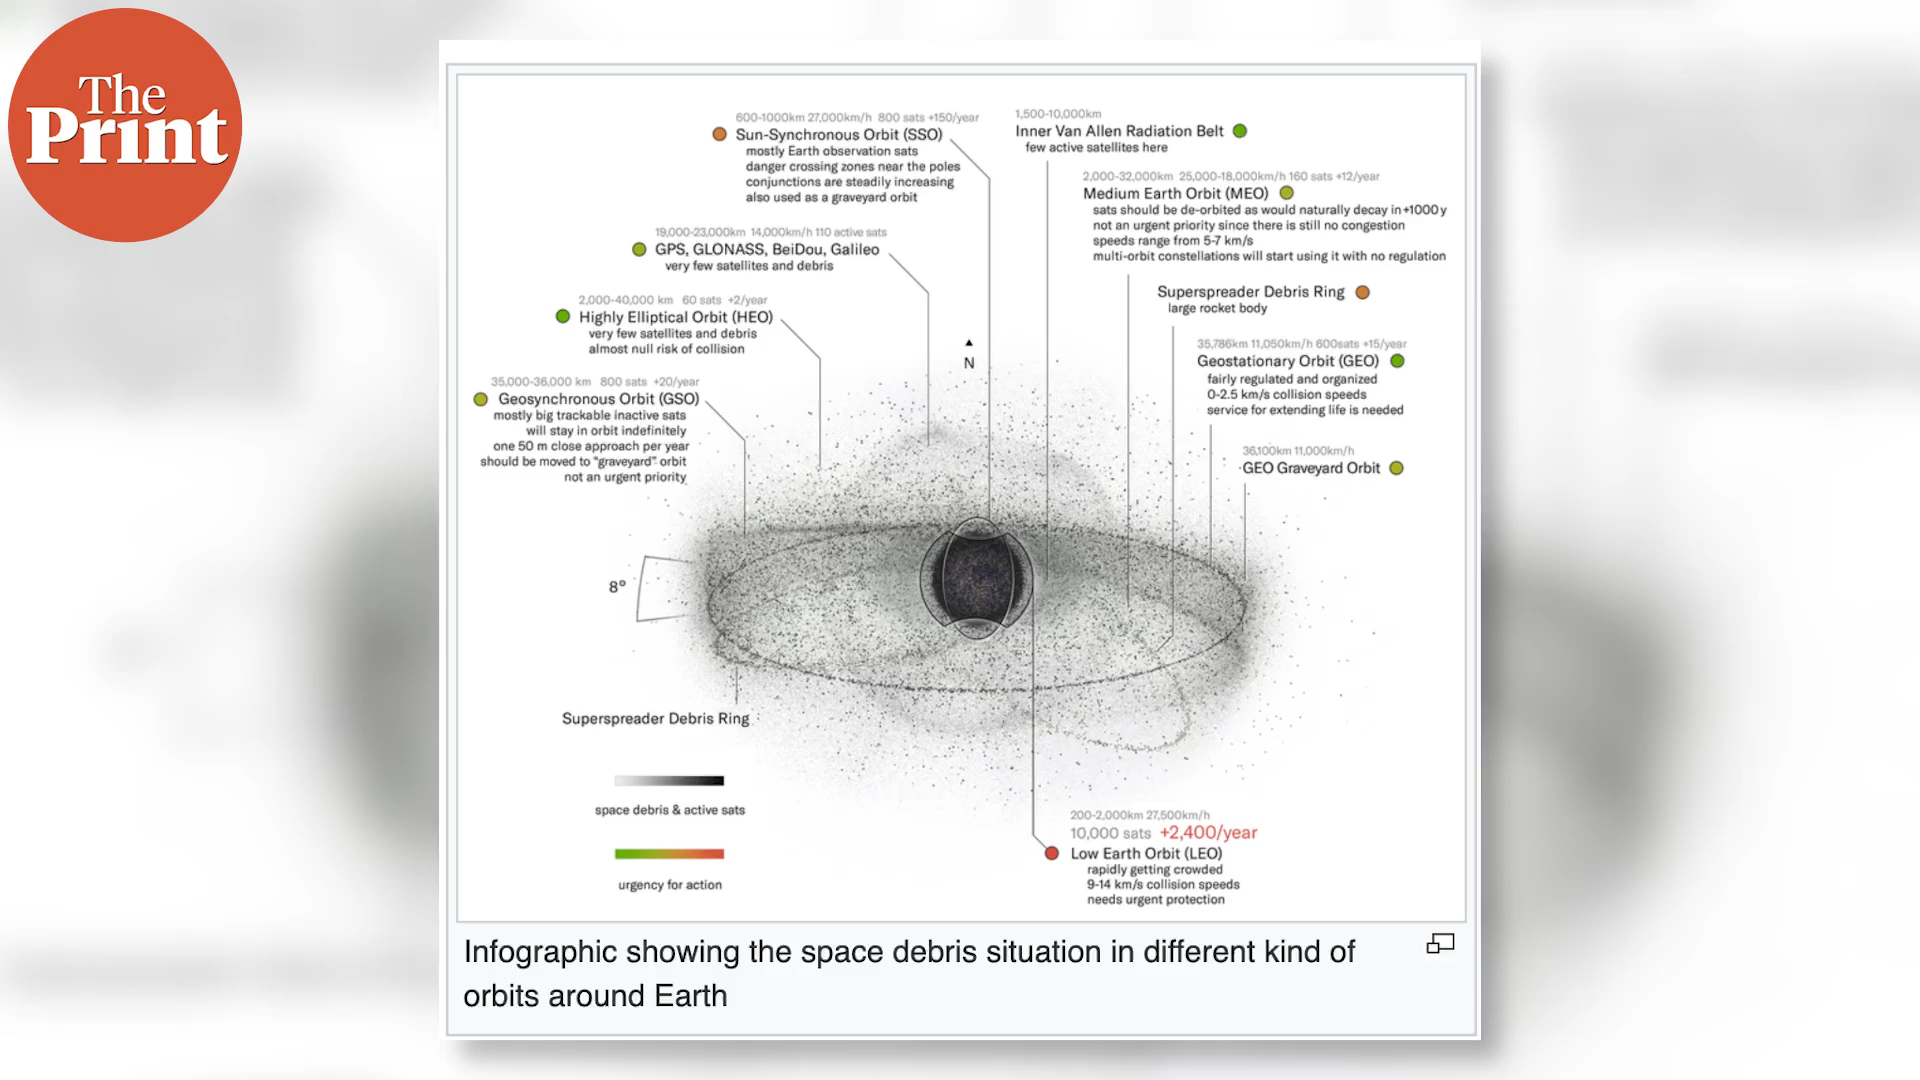 The
Print
600-1000km 27,000km/h 800 sats +150/year
Sun-Synchronous Orbit (SSO)
mostly Earth observation sats
danger crossing zones near the poles
conjunctions are steadily increasing
also used as a graveyard orbit
1,500-10,000km
Inner Van Allen Radiation Belt
few active satellites here
2,000-32,000km 25,000-18,000km/h 160 sats +12/year
Medium Earth Orbit (MEO)
sats should be de-orbited as would naturally decay in +1000 y
not an urgent priority since there is still no congestion
speeds range from 5-7 km/s
multi-orbit constellations will start using it with no regulation
19,000-23,000km 14,000km/h 110 active sats
GPS, GLONASS, BeiDou, Galileo
very few satellites and debris
Superspreader Debris Ring
large rocket body
2,000-40,000 km 60 sats +2/year
Highly Elliptical Orbit (HEO)
very few satellites and debris
almost null risk of collision
35,786km 11,050km/h 600sats +15/year
Geostationary Orbit (GEO)
fairly regulated and organized
0-2.5 km/s collision speeds
service for extending life is needed
35,000-36,000 km 800 sats +20/year
Geosynchronous Orbit (GSO)
mostly big trackable inactive sats
will stay in orbit indefinitely
one 50 m close approach per year
should be moved to "graveyard" orbit
not an urgent priority
36,100km 11,000km/h
GEO Graveyard Orbit
N
8º
Superspreader Debris Ring
space debris & active sats
urgency for action
200-2,000km 27,500km/h
10,000 sats +2,400/year
Low Earth Orbit (LEO)
rapidly getting crowded
9-14 km/s collision speeds
needs urgent protection
Infographic showing the space debris situation in different kind of
orbits around Earth